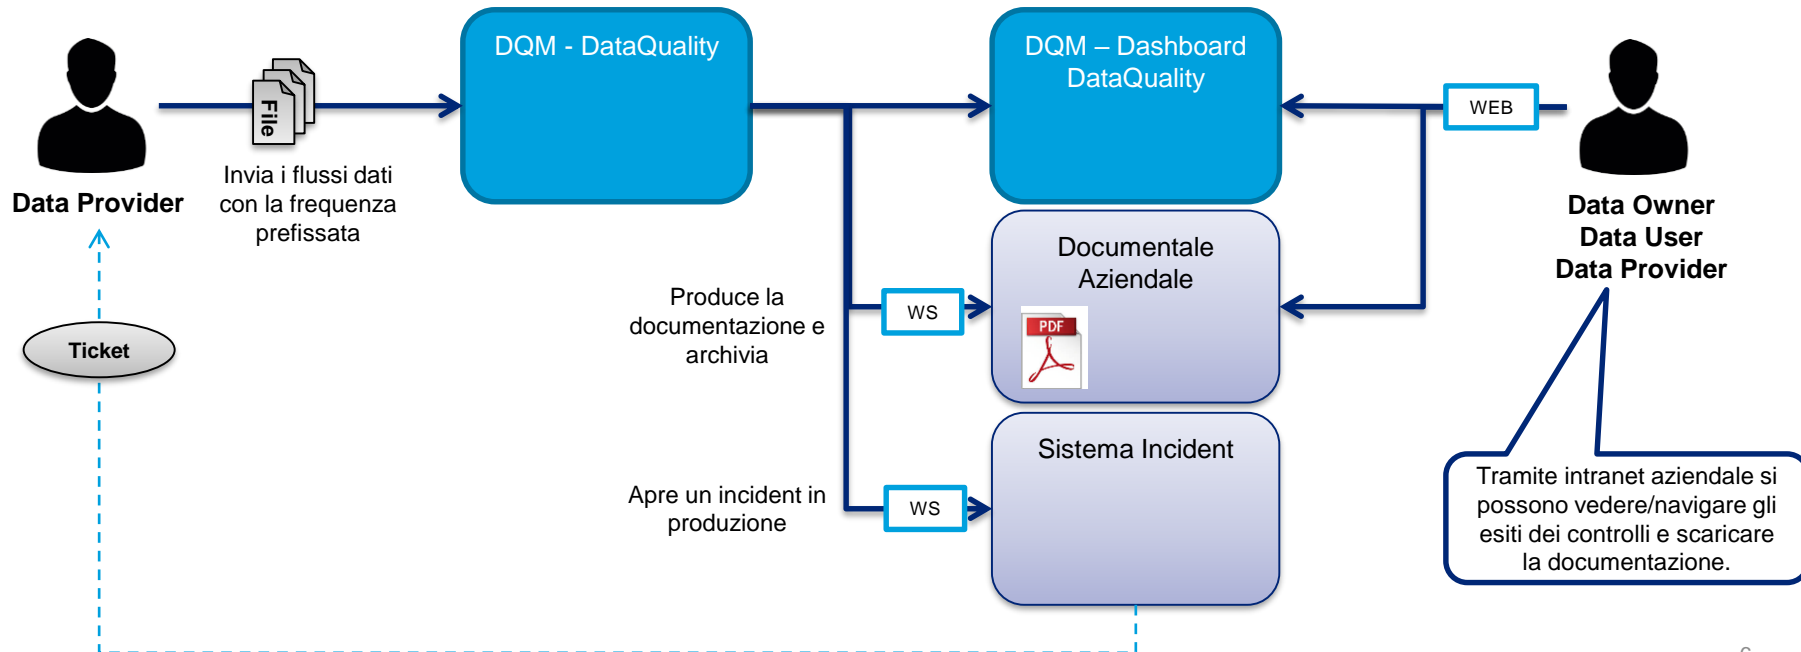 DQM - DataQuality
DQM – Dashboard
DataQuality
File
WEB
Invia i flussi dati
con la frequenza
prefissata
Data Provider
Data Owner
Data User
Data Provider
Documentale
Aziendale
PDF
Produce la
documentazione e
archivia
WS
Ticket
Sistema Incident
Apre un incident in
produzione
WS
Tramite intranet aziendale si
possono vedere/navigare gli
esiti dei controlli e scaricare
la documentazione.